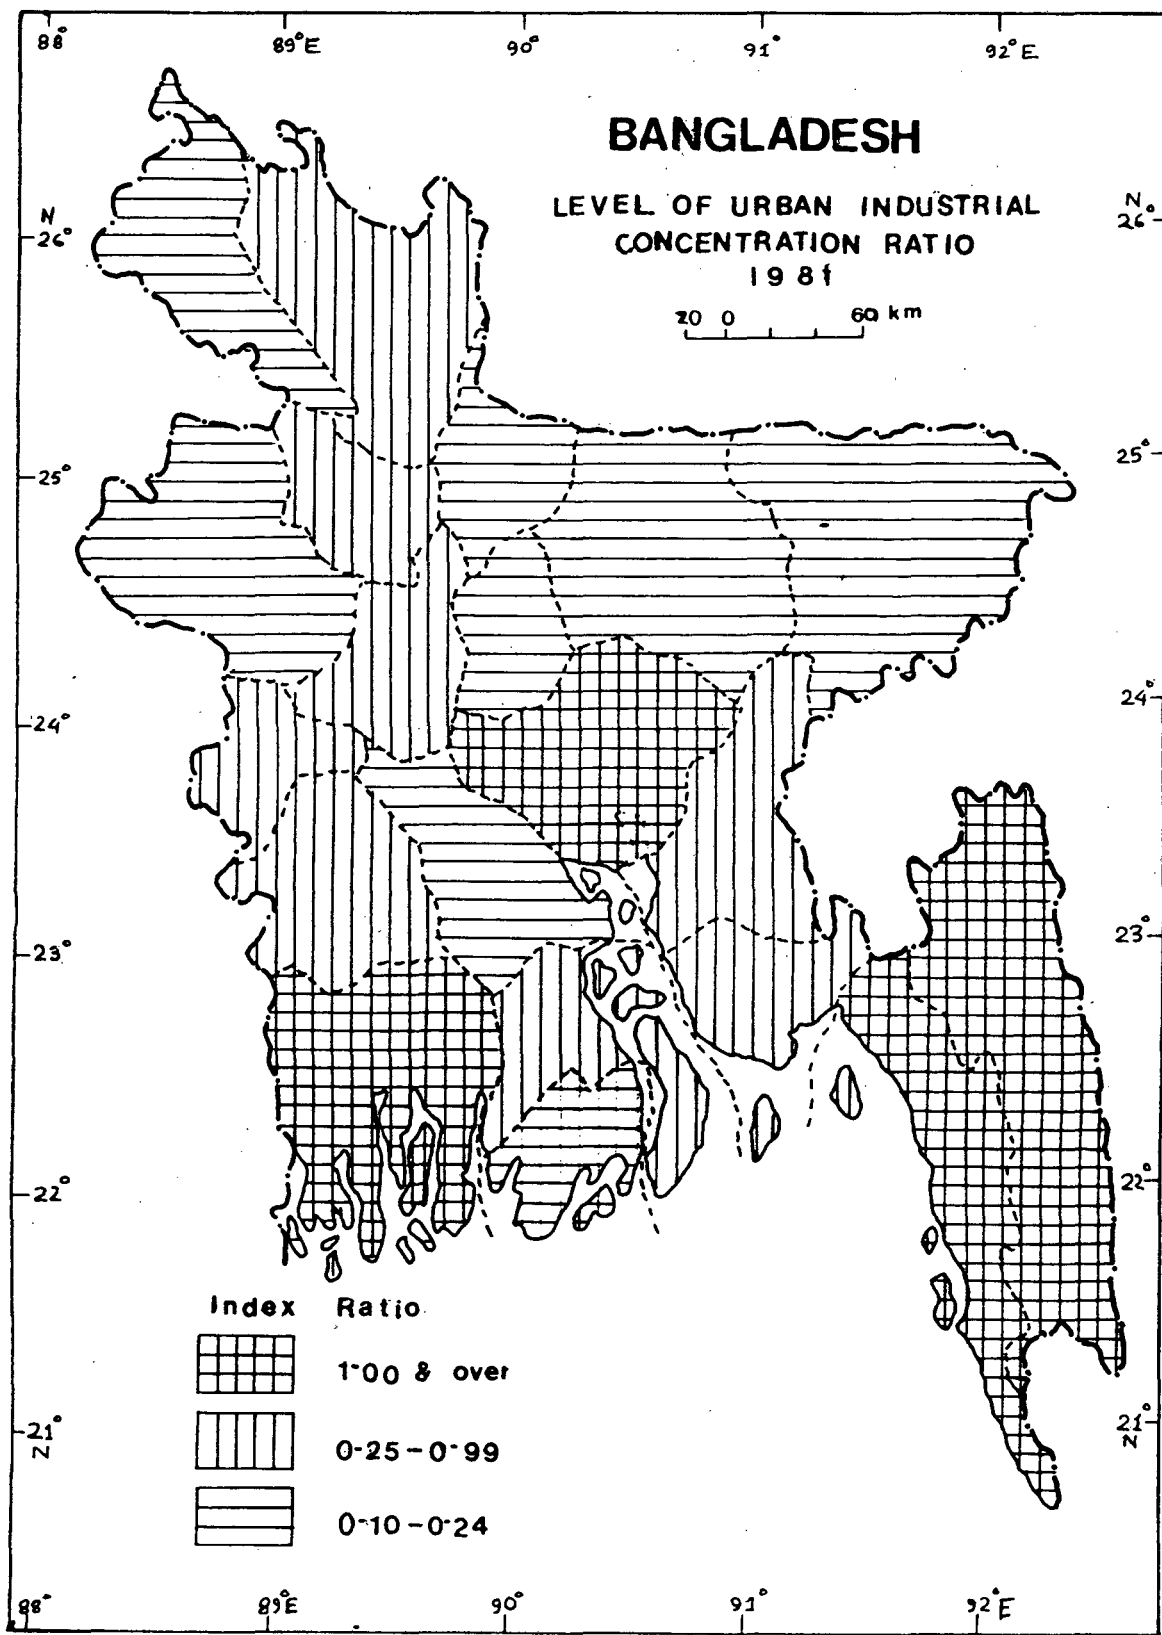 88° 89°E 90° 91° 92°E
BANGLADESH
LEVEL OF URBAN INDUSTRIAL
CONCENTRATION RATIO
1981
20 0 60 km
N
26°
N
26°
25°
25°
24°
24°
23°
23°
22°
22°
21°
N
21°
N
Index Ratio
1·00 & over
0·25-0·99
0·10-0·24
88° 89°E 90° 91° 92°E